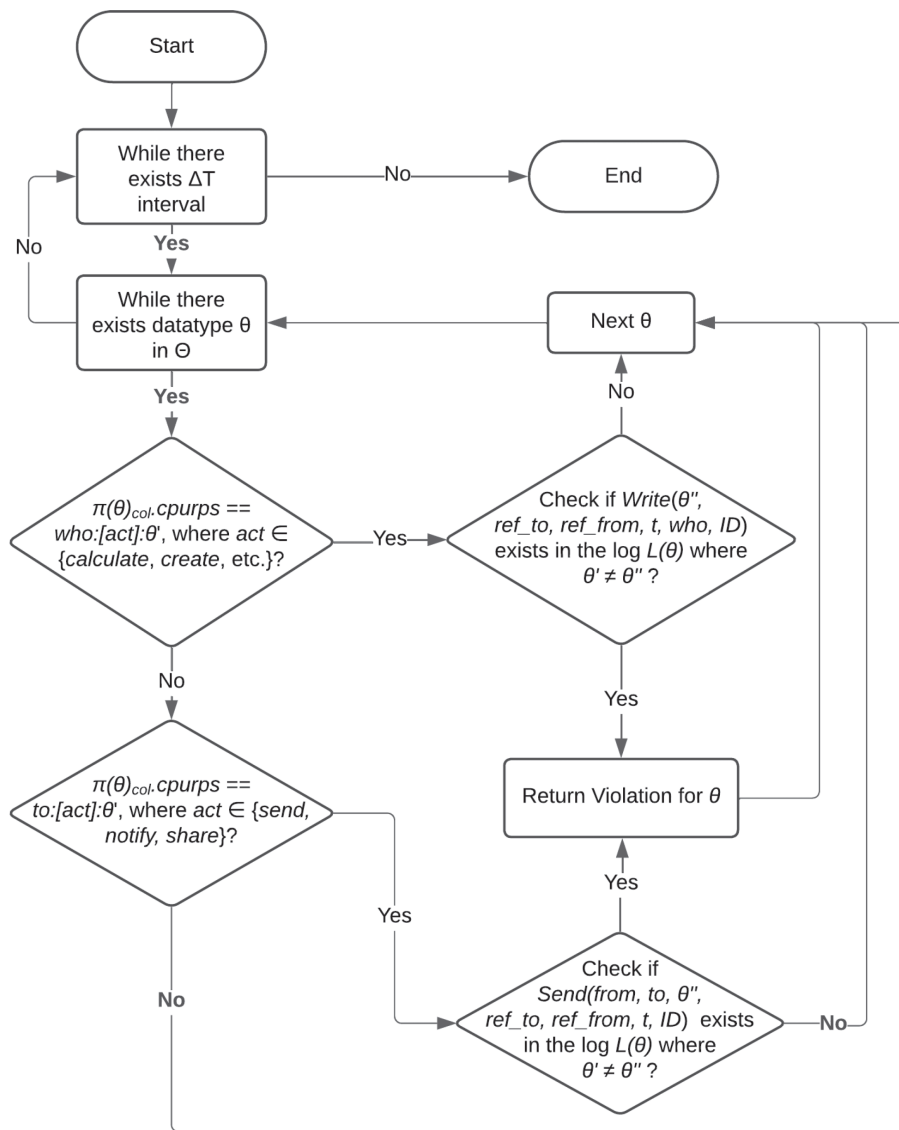 Start
While there
exists ΔT
interval
No
End
Yes
No
While there
exists datatype θ
in Θ
Next θ
Yes
No
π(θ)col.cpurps ==
who:[act]:θ', where act ∈
{calculate, create, etc.}?
Yes
Check if Write(θ'',
ref_to, ref_from, t, who, ID)
exists in the log L(θ) where
θ' ≠ θ'' ?
No
Yes
π(θ)col.cpurps ==
to:[act]:θ', where act ∈ {send,
notify, share}?
Return Violation for θ
Yes
Yes
Check if
Send(from, to, θ'',
ref_to, ref_from, t, ID) exists
in the log L(θ) where
θ' ≠ θ'' ?
No
No